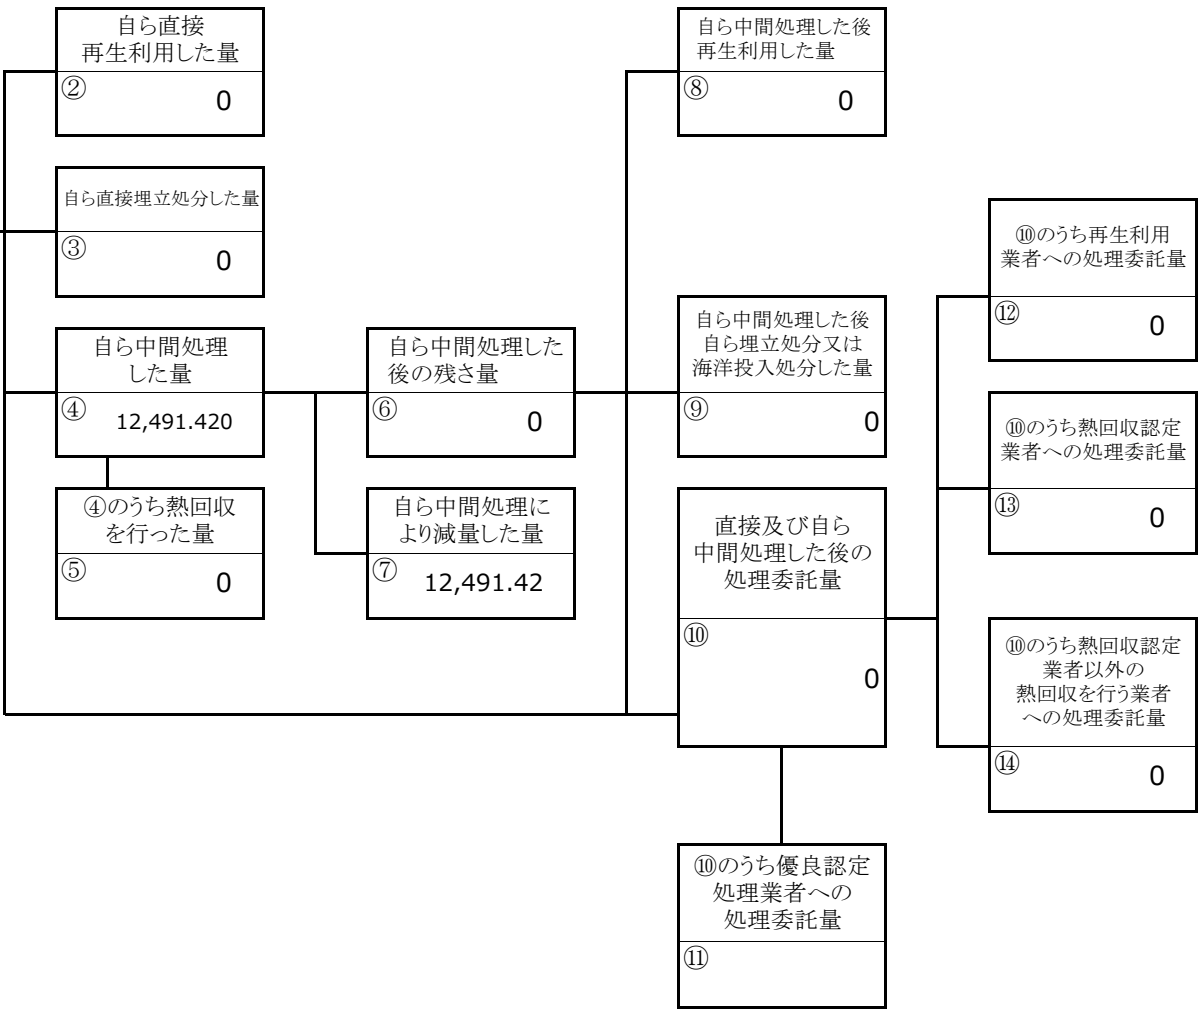 自ら直接
再生利用した量
②
0
自ら直接埋立処分した量
③
0
自ら中間処理
した量
④
12,491.420
④のうち熱回収
を行った量
⑤
0
自ら中間処理した
後の残さ量
⑥
0
自ら中間処理に
より減量した量
⑦
12,491.42
自ら中間処理した後
再生利用した量
⑧
0
自ら中間処理した後
自ら埋立処分又は
海洋投入処分した量
⑨
0
直接及び自ら
中間処理した後の
処理委託量
⑩
0
⑩のうち優良認定
処理業者への
処理委託量
⑪
⑩のうち再生利用
業者への処理委託量
⑫
0
⑩のうち熱回収認定
業者への処理委託量
⑬
0
⑩のうち熱回収認定
業者以外の
熱回収を行う業者
への処理委託量
⑭
0